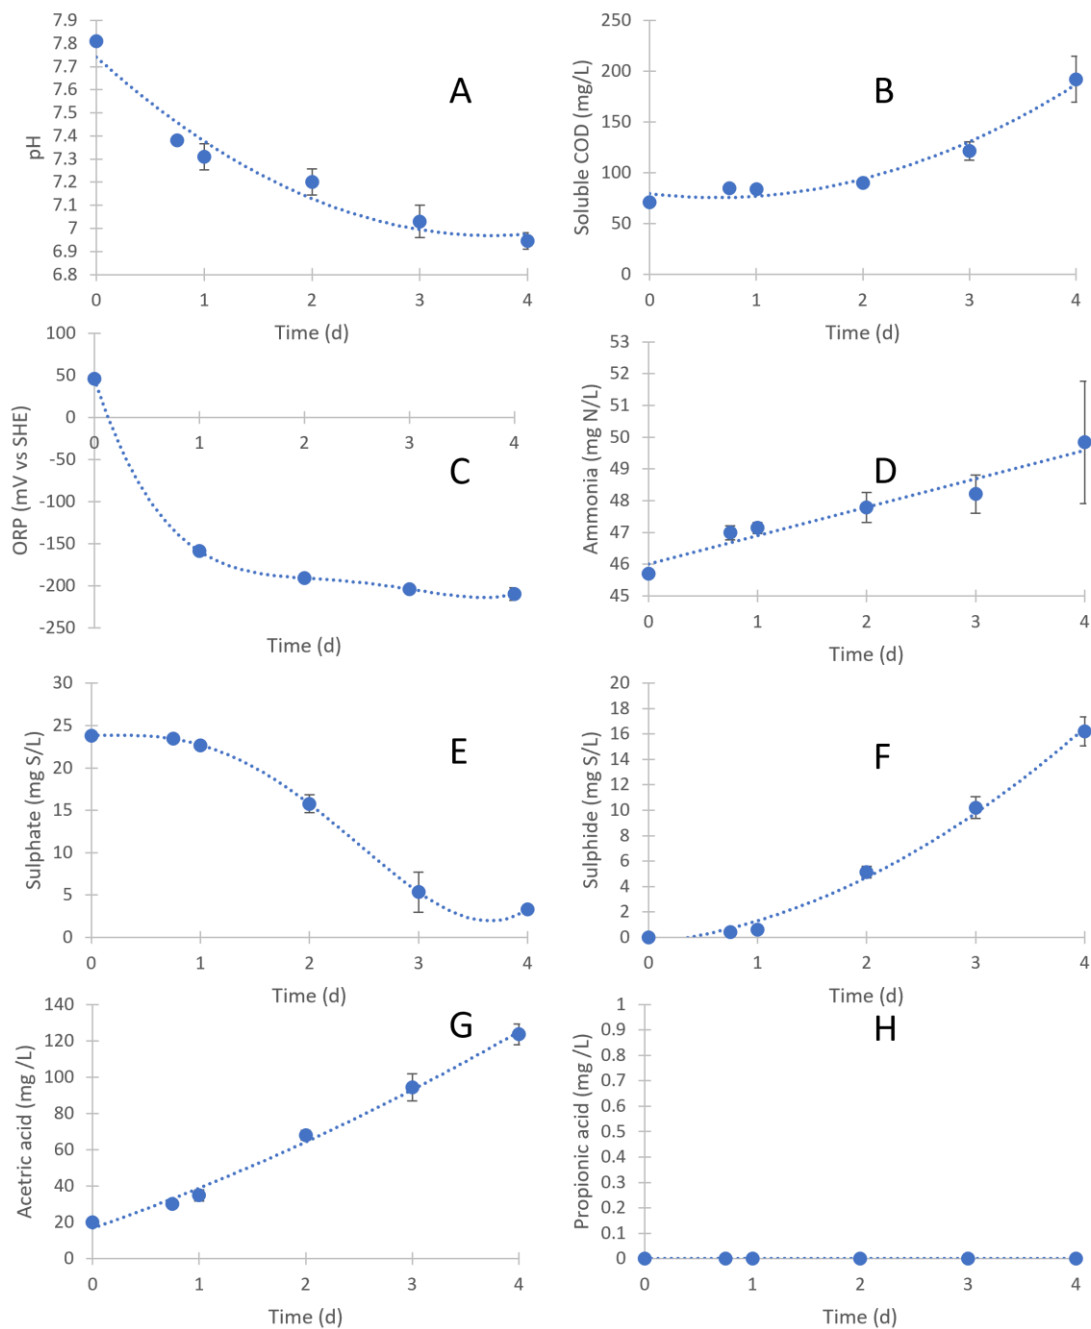 7.9
7.8
7.7
7.6
7.5
7.4
7.3
7.2
7.1
7
6.9
6.8
pH
A
0 1 2 3 4
Time (d)
250
200
150
100
50
0
Soluble COD (mg/L)
B
0 1 2 3 4
Time (d)
100
50
0
-50
-100
-150
-200
-250
ORP (mV vs SHE)
C
0 1 2 3 4
Time (d)
53
52
51
50
49
48
47
46
45
Ammonia (mg N/L)
D
0 1 2 3 4
Time (d)
30
25
20
15
10
5
0
Sulphate (mg S/L)
E
0 1 2 3 4
Time (d)
20
18
16
14
12
10
8
6
4
2
0
Sulphide (mg S/L)
F
0 1 2 3 4
Time (d)
140
120
100
80
60
40
20
0
Acetric acid (mg /L)
G
0 1 2 3 4
Time (d)
1
0.9
0.8
0.7
0.6
0.5
0.4
0.3
0.2
0.1
0
Propionic acid (mg /L)
H
0 1 2 3 4
Time (d)